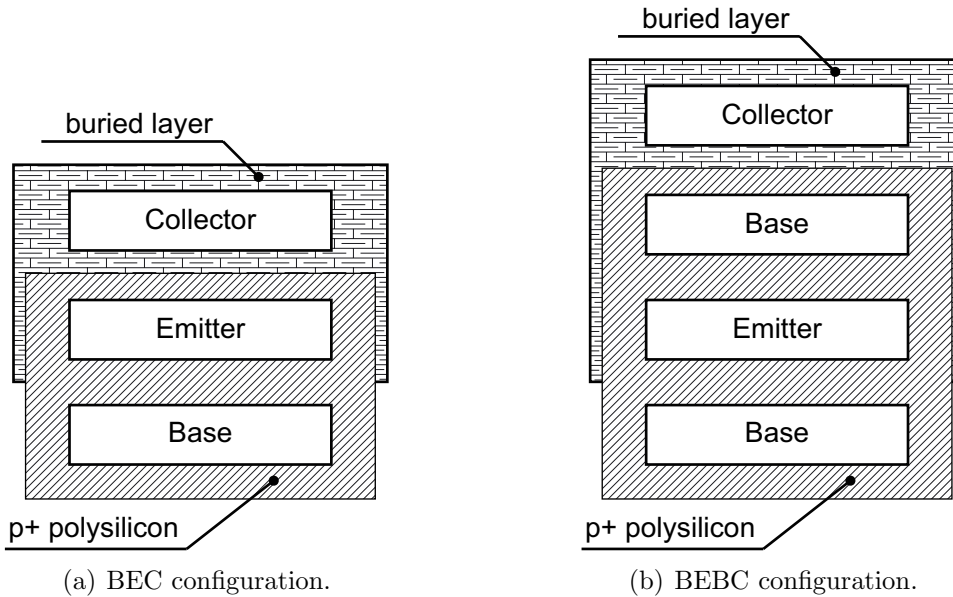 buried layer
Collector
Emitter
Base
p+ polysilicon
(a) BEC configuration.
buried layer
Collector
Base
Emitter
Base
p+ polysilicon
(b) BEBC configuration.